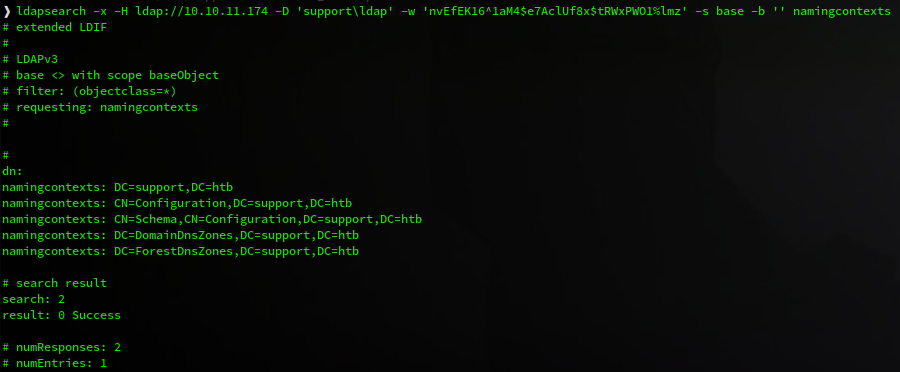 ❯ ldapsearch -x -H ldap://10.10.11.174 -D 'support\ldap' -w 'nvEfEK16^1aM4$e7AclUf8x$tRWxPWO1%lmz' -s base -b '' namingcontexts
# extended LDIF
#
# LDAPv3
# base <> with scope baseObject
# filter: (objectclass=*)
# requesting: namingcontexts
#
#
dn:
namingcontexts: DC=support,DC=htb
namingcontexts: CN=Configuration,DC=support,DC=htb
namingcontexts: CN=Schema,CN=Configuration,DC=support,DC=htb
namingcontexts: DC=DomainDnsZones,DC=support,DC=htb
namingcontexts: DC=ForestDnsZones,DC=support,DC=htb
# search result
search: 2
result: 0 Success
# numResponses: 2
# numEntries: 1